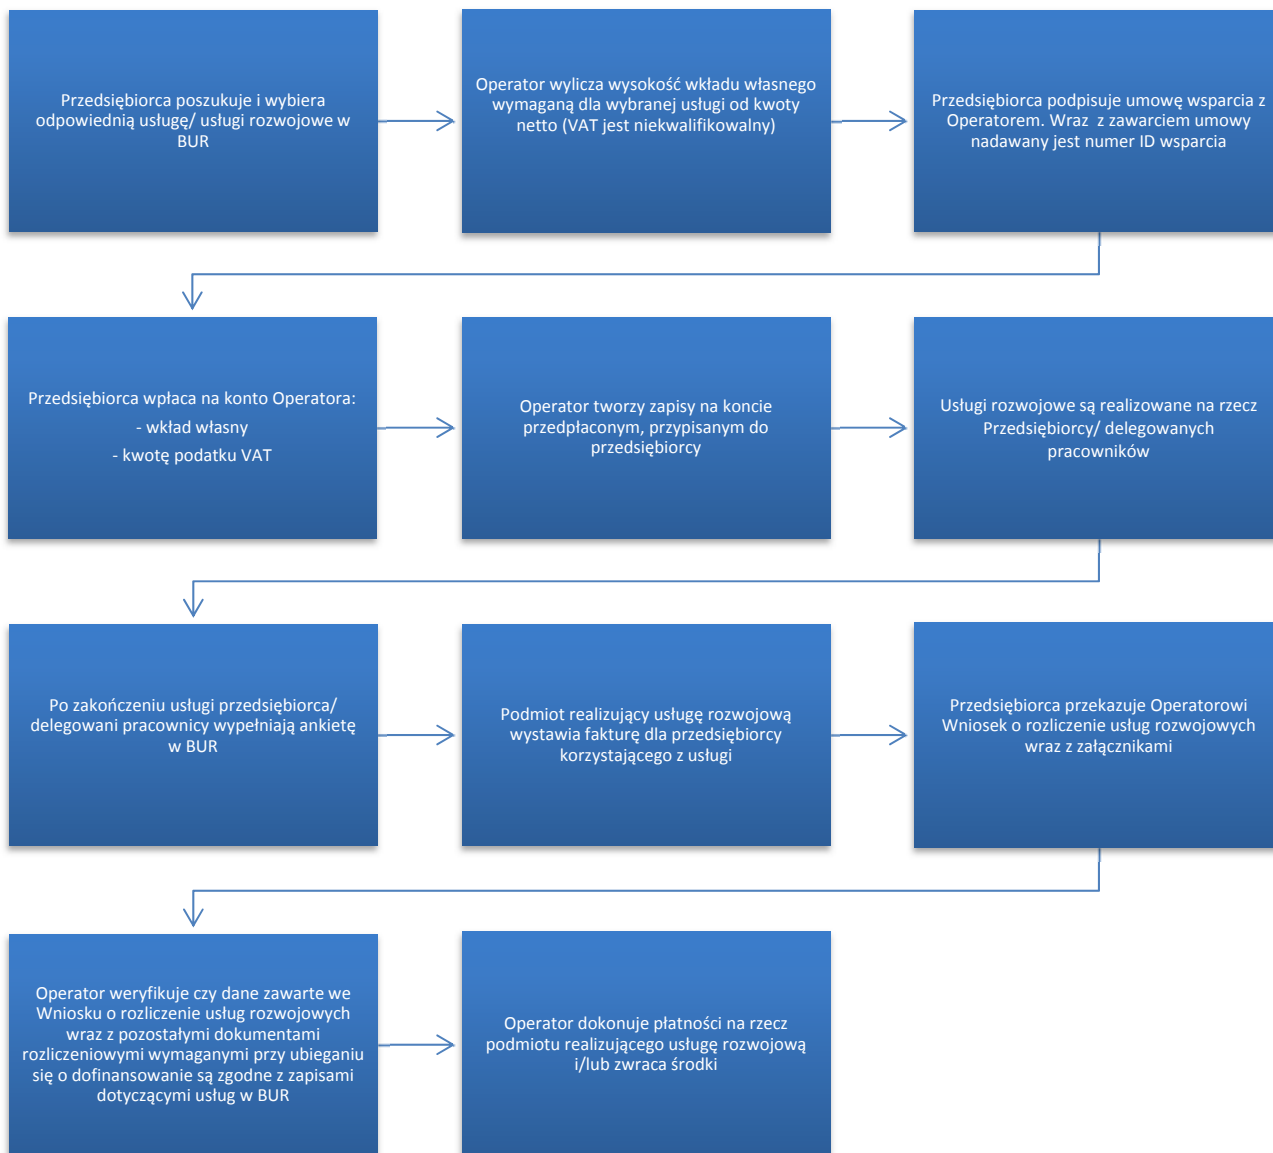 Przedsiębiorca poszukuje i wybiera
odpowiednią usługę/ usługi rozwojowe w
BUR
Operator wylicza wysokość wkładu własnego
wymaganą dla wybranej usługi od kwoty
netto (VAT jest niekwalifikowalny)
Przedsiębiorca podpisuje umowę wsparcia z
Operatorem. Wraz z zawarciem umowy
nadawany jest numer ID wsparcia
Przedsiębiorca wpłaca na konto Operatora:
- wkład własny
- kwotę podatku VAT
Operator tworzy zapisy na koncie
przedpłaconym, przypisanym do
przedsiębiorcy
Usługi rozwojowe są realizowane na rzecz
Przedsiębiorcy/ delegowanych
pracowników
Po zakończeniu usługi przedsiębiorca/
delegowani pracownicy wypełniają ankietę
w BUR
Podmiot realizujący usługę rozwojową
wystawia fakturę dla przedsiębiorcy
korzystającego z usługi
Przedsiębiorca przekazuje Operatorowi
Wniosek o rozliczenie usług rozwojowych
wraz z załącznikami
Operator weryfikuje czy dane zawarte we
Wniosku o rozliczenie usług rozwojowych
wraz z pozostałymi dokumentami
rozliczeniowymi wymaganymi przy ubieganiu
się o dofinansowanie są zgodne z zapisami
dotyczącymi usług w BUR
Operator dokonuje płatności na rzecz
podmiotu realizującego usługę rozwojową
i/lub zwraca środki